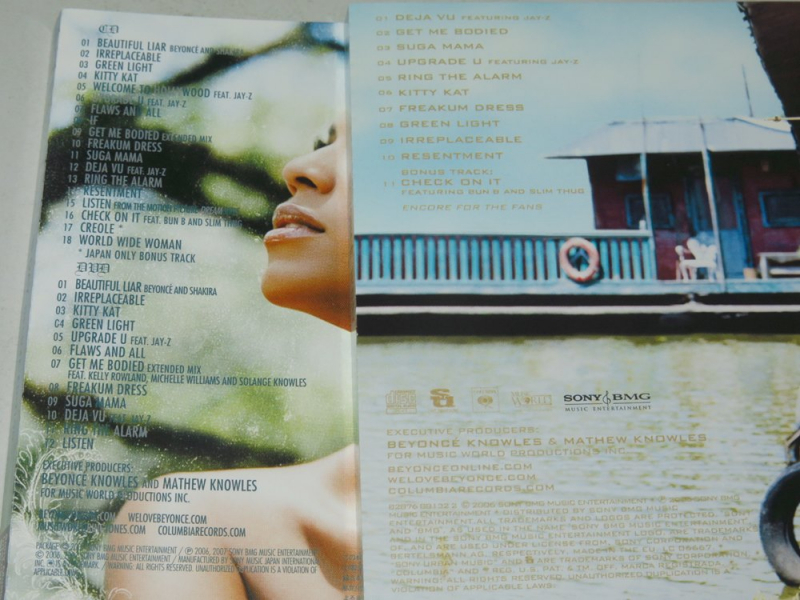 CD
01 BEAUTIFUL LIAR BEYONCÉ AND SHAKIRA
02 IRREPLACEABLE
03 GREEN LIGHT
04 KITTY KAT
05 WELCOME TO HOLLYWOOD FEAT. JAY-Z
06 UPGRADE U FEAT. JAY-Z
07 FLAWS AND ALL
IF
09 GET ME BODIED EXTENDED MIX
10 FREAKUM DRESS
11 SUGA MAMA
12 DEJA VU FEAT. JAY-Z
13 RING THE ALARM
14 RESENTMENT
15 LISTEN FROM THE MOTION
16 CHECK ON IT FEAT. BUN B AND SLIM THUG
17 CREOLE *
18 WORLD WIDE WOMAN
* JAPAN ONLY BONUS TRACK
DVD
01 BEAUTIFUL LIAR BEYONCÉ AND SHAKIRA
02 IRREPLACEABLE
03 KITTY KAT
04 GREEN LIGHT
05 UPGRADE U FEAT. JAY-Z
06 FLAWS AND ALL
07 GET ME BODIED EXTENDED MIX
FEAT. KELLY ROWLAND, MICHELLE WILLIAMS AND SOLANGE KNOWLES
08 FREAKUM DRESS
09 SUGA MAMA
10 DEJA VU FEAT. JAY-Z
11 RING THE ALARM
12 LISTEN
EXECUTIVE PRODUCERS:
BEYONCÉ KNOWLES AND MATHEW KNOWLES
FOR MUSIC WORLD PRODUCTIONS INC.
WELOVEBEYONCE.COM
COLUMBIARECORDS.COM
01 DEJA VU FEATURING JAY-Z
02 GET ME BODIED
03 SUGA MAMA
04 UPGRADE U FEATURING JAY-Z
05 RING THE ALARM
06 KITTY KAT
07 FREAKUM DRESS
08 GREEN LIGHT
09 IRREPLACEABLE
10 RESENTMENT
BONUS TRACK:
11 CHECK ON IT
FEATURING BUN B AND SLIM THUG
ENCORE FOR THE FANS
SONY BMG
MUSIC ENTERTAINMENT
EXECUTIVE PRODUCERS:
BEYONCÉ KNOWLES & MATHEW KNOWLES
FOR MUSIC WORLD PRODUCTIONS INC.
BEYONCEONLINE.COM
WELOVEBEYONCE.COM
COLUMBIARECORDS.COM